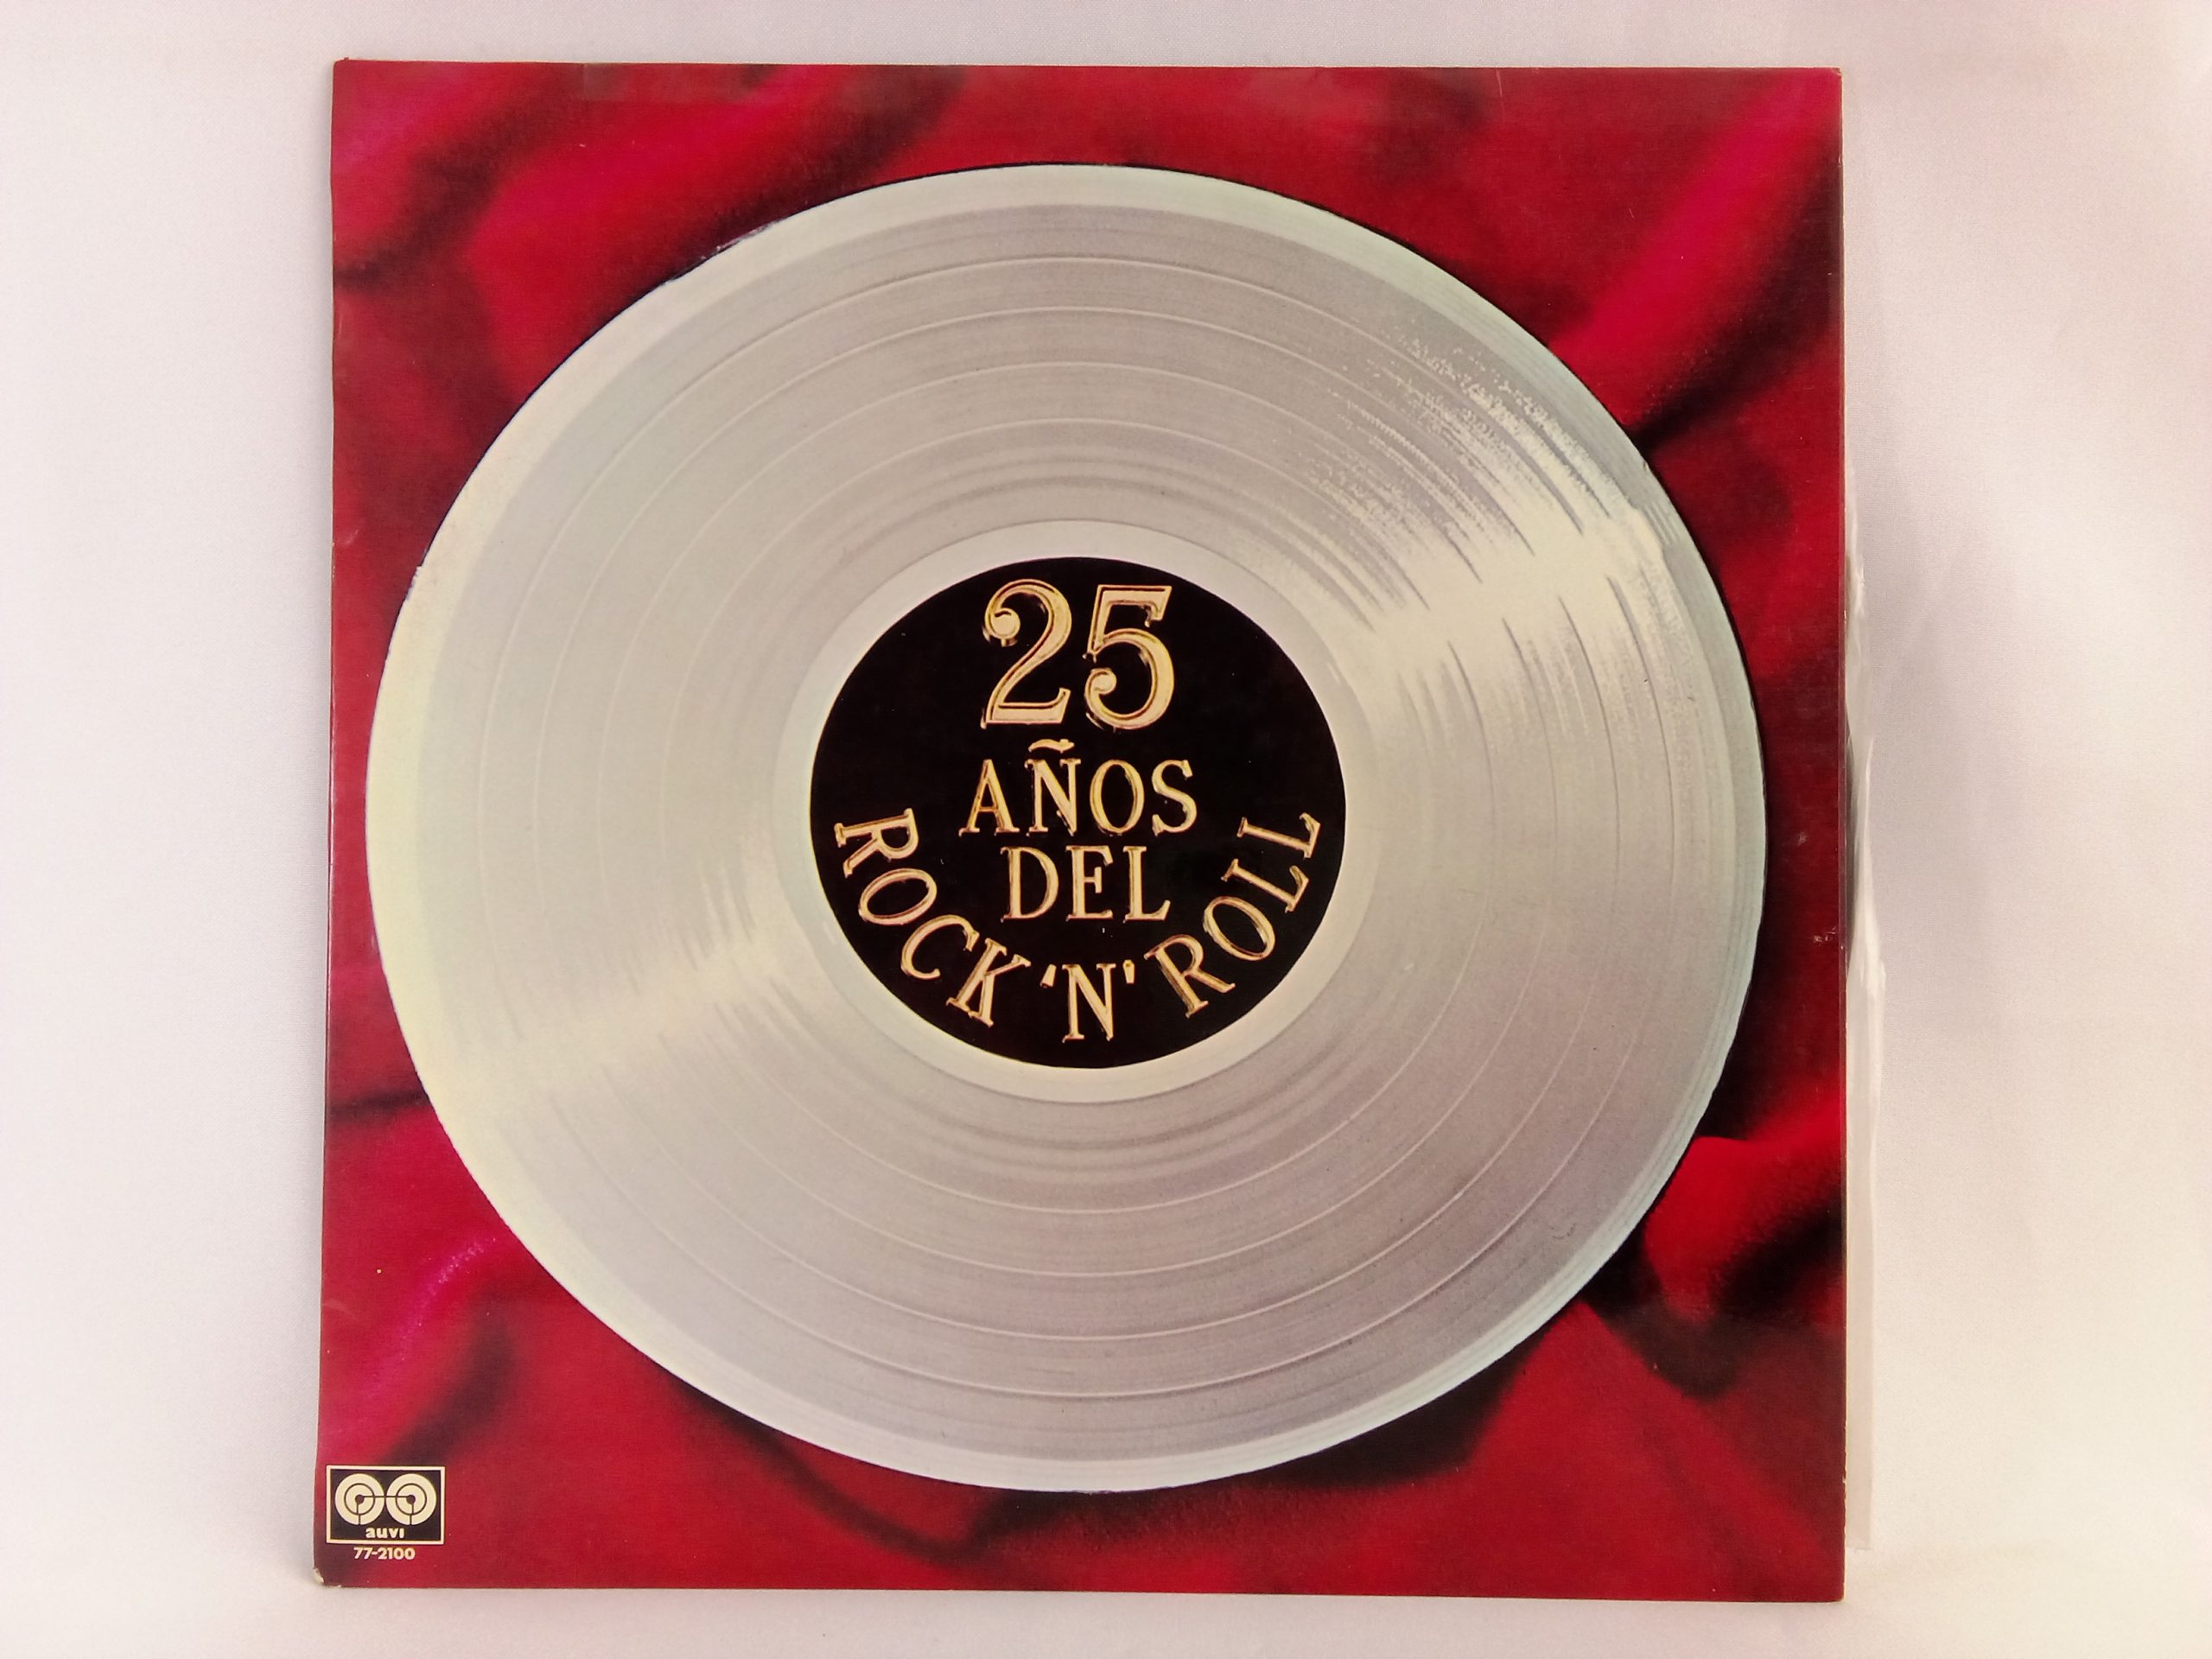 25
AÑOS
DEL
ROCK 'N' ROLL
auvi
77-2100